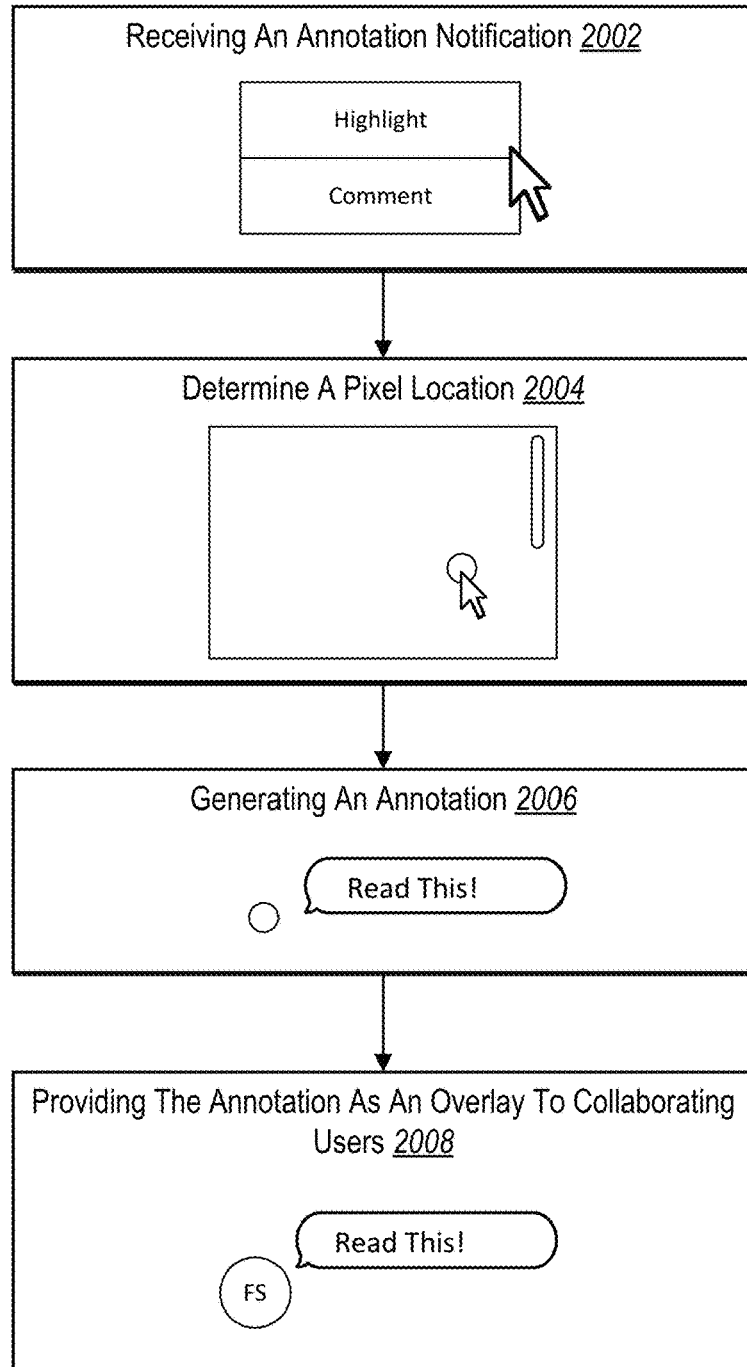 Receiving An Annotation Notification 2002
Highlight
Comment
Determine A Pixel Location 2004
Generating An Annotation 2006
Read This!
Providing The Annotation As An Overlay To Collaborating
Users 2008
Read This!
FS